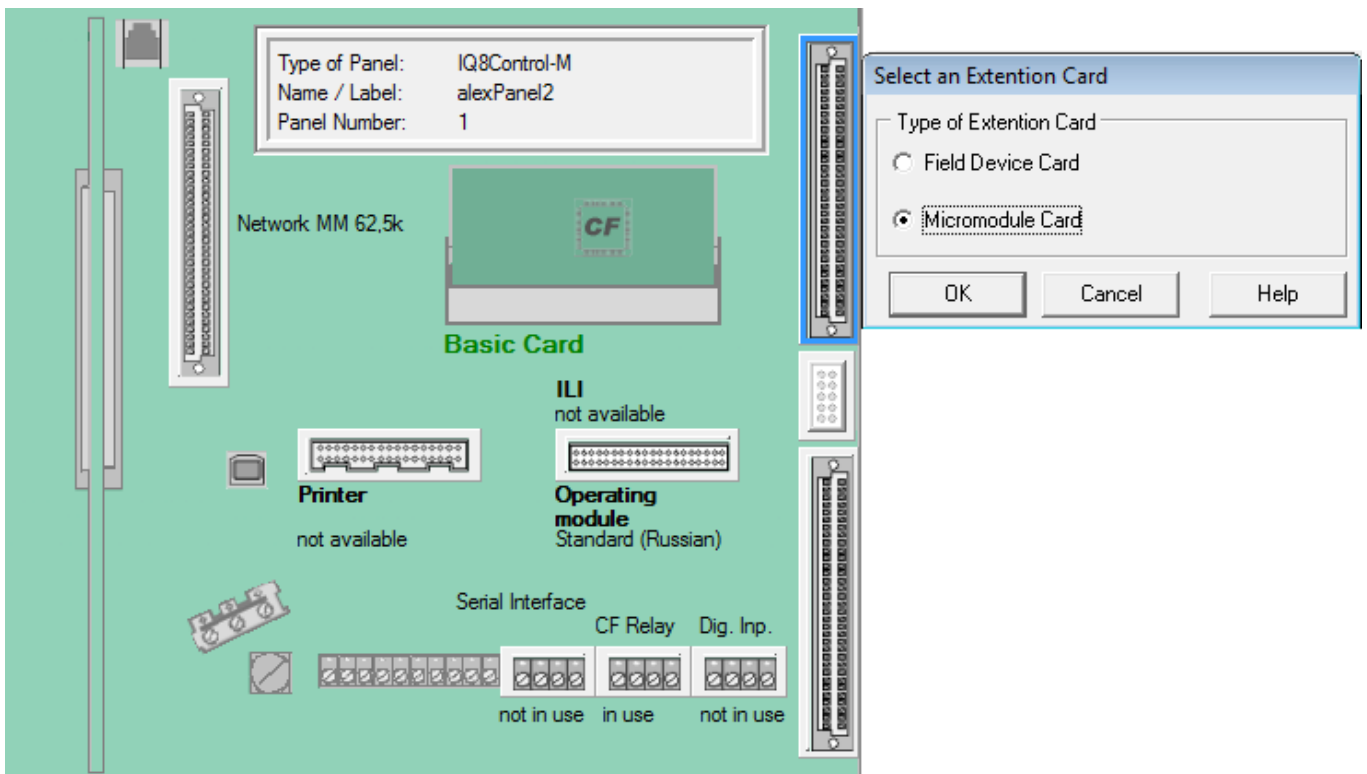 Type of Panel: IQ8Control-M
Name / Label: alexPanel2
Panel Number: 1
Network MM 62,5k
CF
Basic Card
ILI
not available
Printer
not available
Operating
module
Standard (Russian)
Serial Interface
CF Relay Dig. Inp.
not in use in use not in use
Select an Extention Card
Type of Extention Card
Field Device Card
Micromodule Card
OK Cancel Help